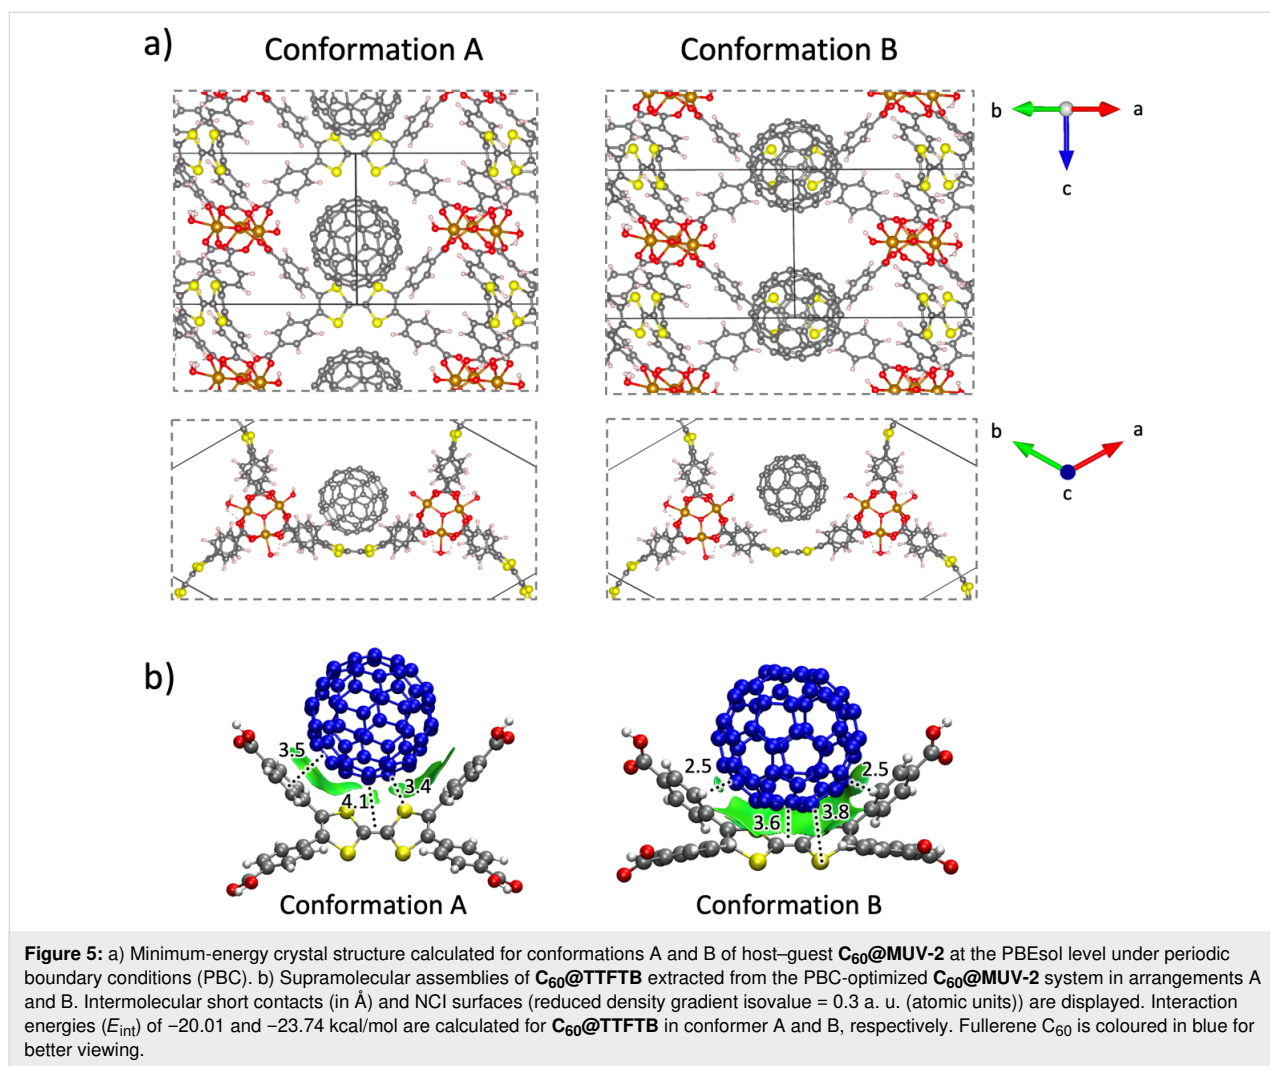 a)
Conformation A
Conformation B
b
a
c
b
a
c
b)
3.5
4.1
3.4
2.5
2.5
3.6
3.8
Conformation A
Conformation B
Figure 5: a) Minimum-energy crystal structure calculated for conformations A and B of host–guest C60@MUV-2 at the PBEsol level under periodic
boundary conditions (PBC). b) Supramolecular assemblies of C60@TTFTB extracted from the PBC-optimized C60@MUV-2 system in arrangements A
and B. Intermolecular short contacts (in Å) and NCI surfaces (reduced density gradient isovalue = 0.3 a. u. (atomic units)) are displayed. Interaction
energies (Eint) of −20.01 and −23.74 kcal/mol are calculated for C60@TTFTB in conformer A and B, respectively. Fullerene C60 is coloured in blue for
better viewing.